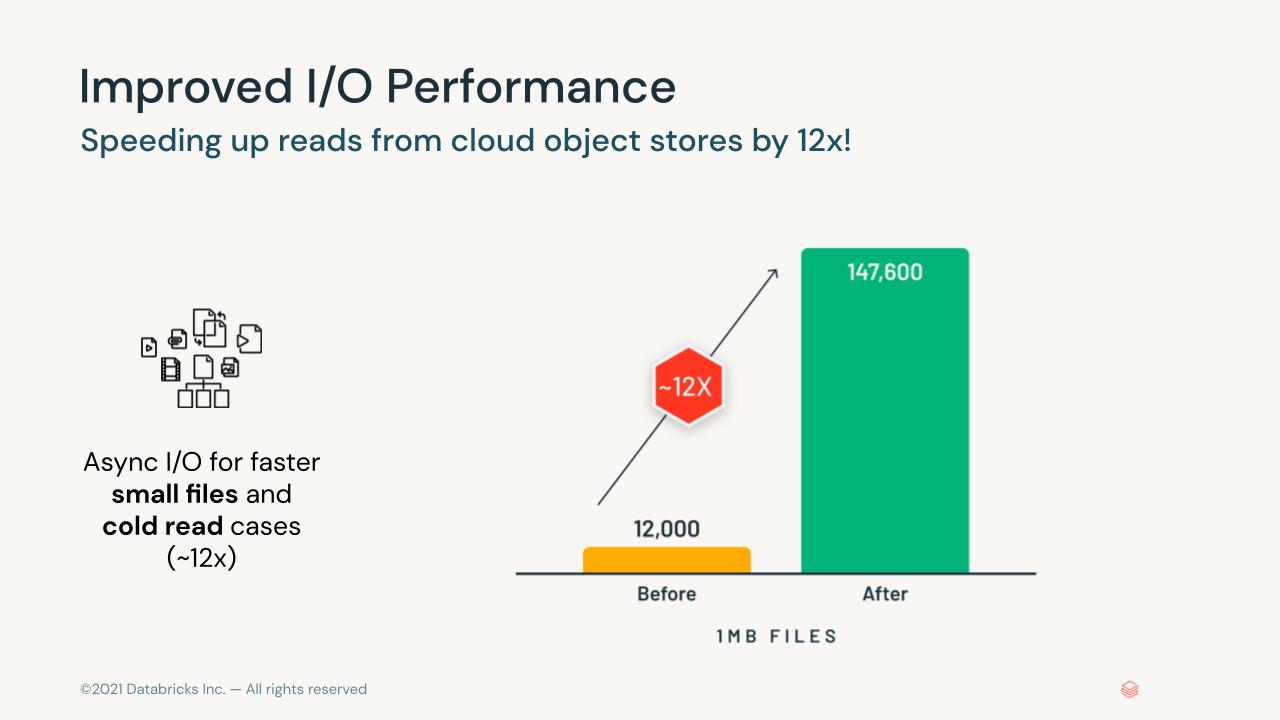 Improved I/O Performance
Speeding up reads from cloud object stores by 12x!
Async I/O for faster
small files and
cold read cases
(~12x)
147,600
~12X
12,000
Before
After
1MB FILES
©2021 Databricks Inc. — All rights reserved